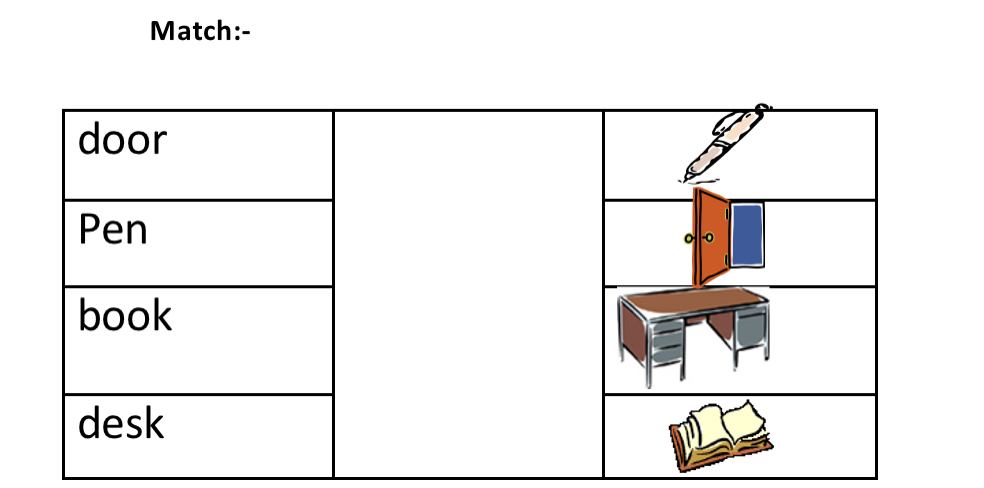 Match:-
door
Pen
book
desk